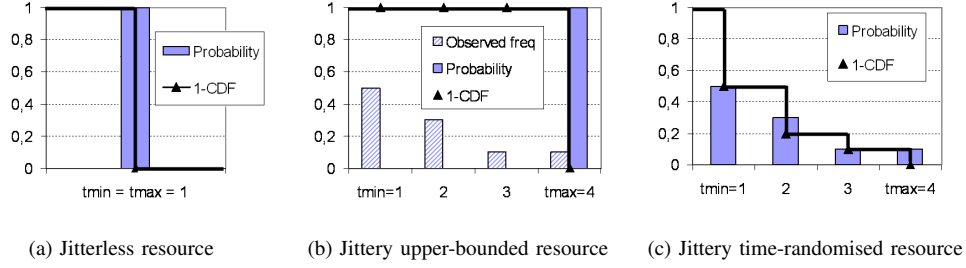 1
0,8
0,6
0,4
0,2
0
Probability
1-CDF
tmin = tmax = 1
(a) Jitterless resource
1
0,8
0,6
0,4
0,2
0
Observed freq
Probability
1-CDF
tmin=1 2 3 tmax=4
(b) Jittery upper-bounded resource
1
0,8
0,6
0,4
0,2
0
Probability
1-CDF
tmin=1 2 3 tmax=4
(c) Jittery time-randomised resource